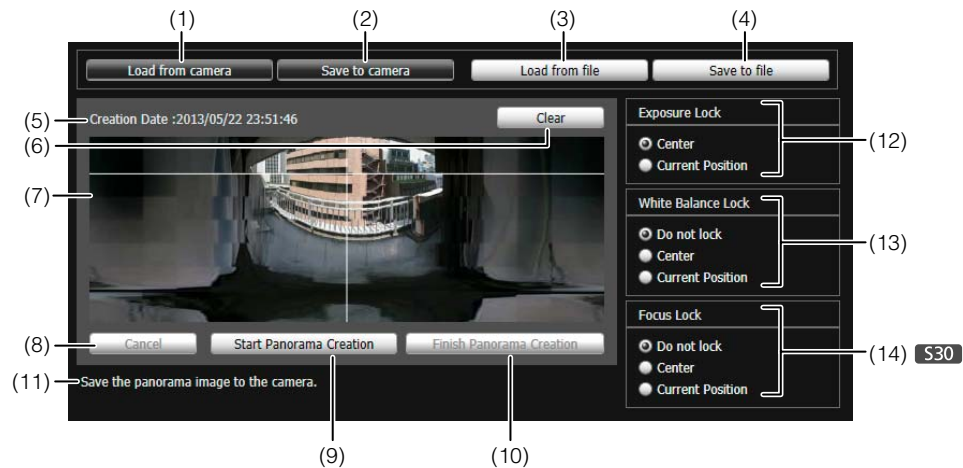 (1) (2) (3) (4)
Load from camera Save to camera Load from file Save to file
(5) Creation Date :2013/05/22 23:51:46 Clear
(6)
(7)
(8) Cancel Start Panorama Creation Finish Panorama Creation
(11) Save the panorama image to the camera.
(9) (10)
Exposure Lock
Center
Current Position
(12)
White Balance Lock
Do not lock
Center
Current Position
(13)
Focus Lock
Do not lock
Center
Current Position
(14) S30